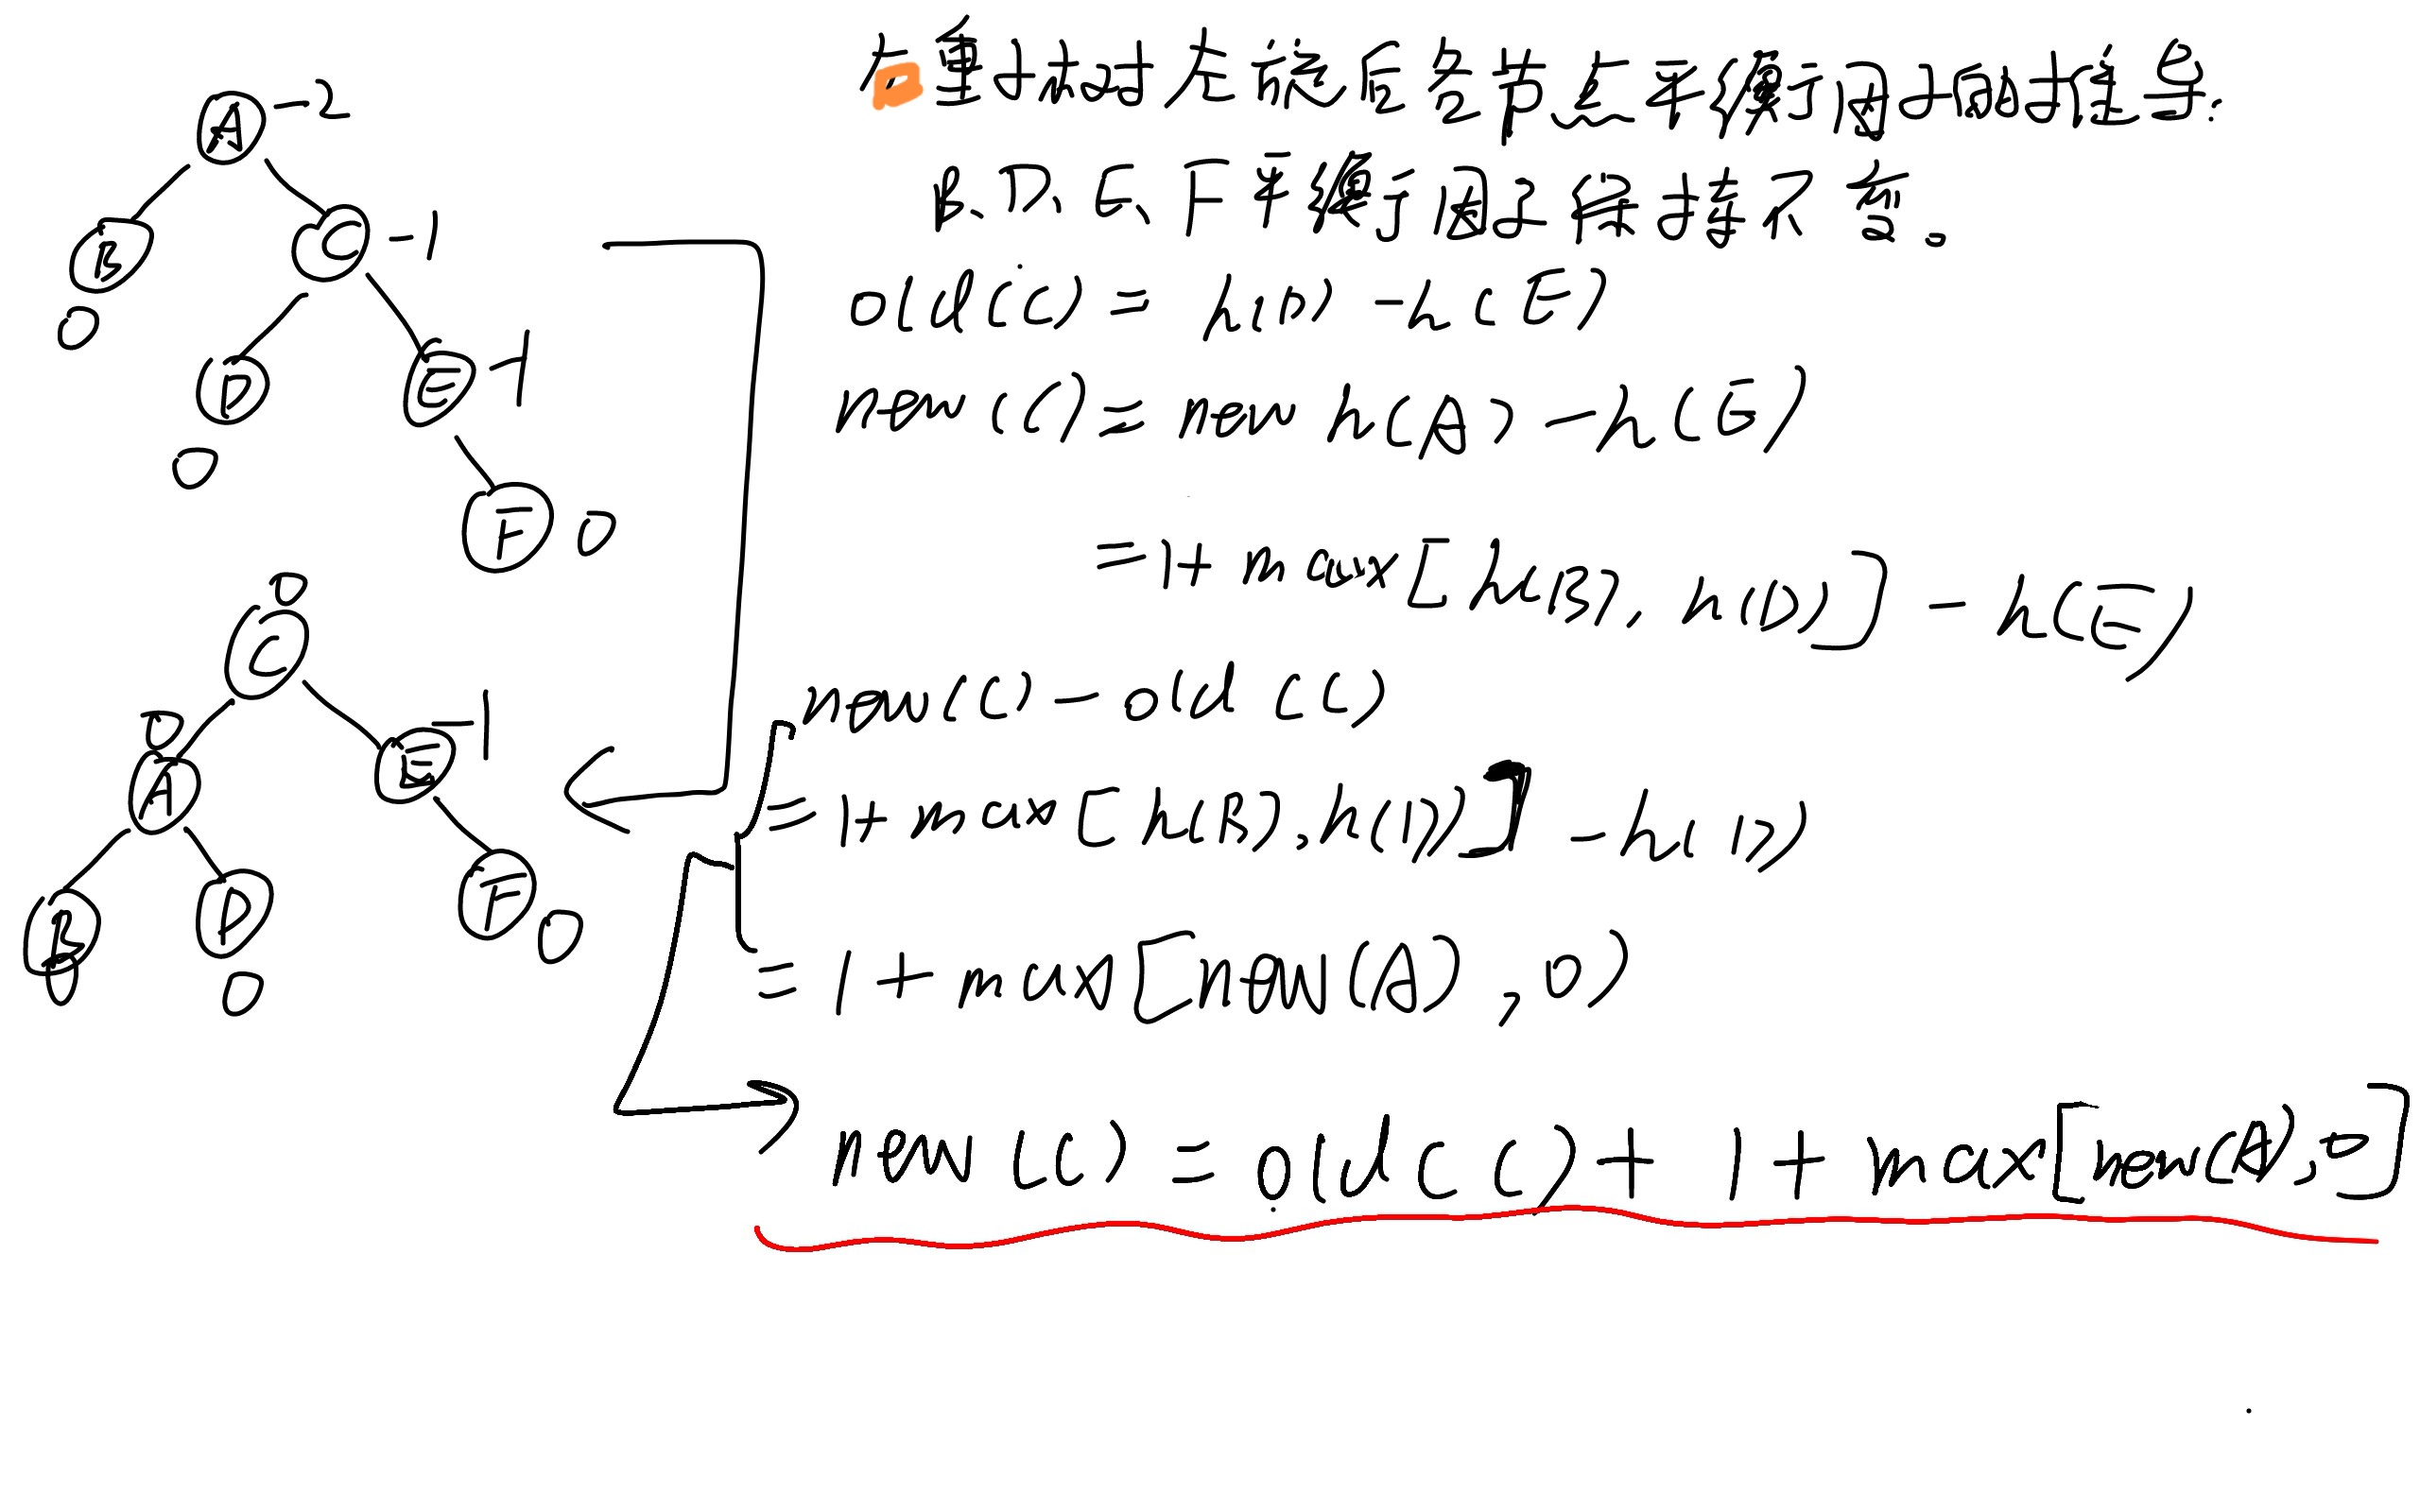 右重树对左旋后各节点平衡因子的推导:
B、D、E、F平衡因子保持不变。
old(C) = h(D) - h(E)
new(C) = new h(A) - h(E)
= 1 + max[h(B), h(D)] - h(E)
new(C) - old(C)
= 1 + max[h(B), h(D)] - h(D)
= 1 + max[new(A), 0)
new(C) = old(C) + 1 + max[new(A), 0]
A -2
B
C -1
0
D
E -1
0
F 0
0
C
0
A
E -1
B
D
F
0
0
0